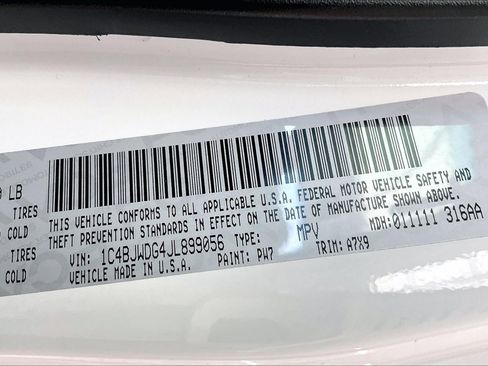 LB
TIRES
COLD
TIRES
COLD
THIS VEHICLE CONFORMS TO ALL APPLICABLE U.S.A. FEDERAL MOTOR VEHICLE SAFETY AND
THEFT PREVENTION STANDARDS IN EFFECT ON THE DATE OF MANUFACTURE SHOWN ABOVE.
VIN: 1C4BJWDG4JL899056 TYPE: MPV MDH: 011111 316AA
VEHICLE MADE IN U.S.A. PAINT: PW7 TRIM: A7X9